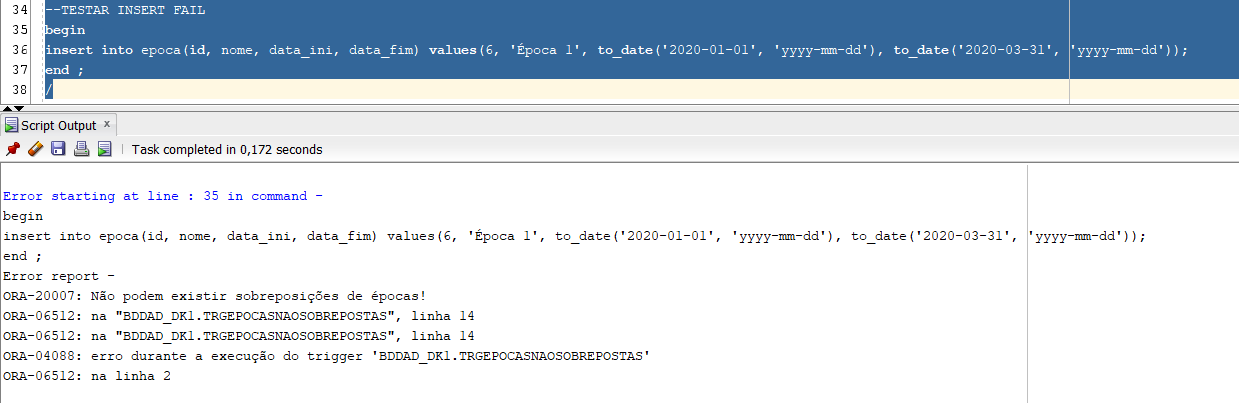 34 --TESTAR INSERT FAIL
35 begin
36 insert into epoca(id, nome, data_ini, data_fim) values(6, 'Época 1', to_date('2020-01-01', 'yyyy-mm-dd'), to_date('2020-03-31', 'yyyy-mm-dd'));
37 end ;
38 /
Script Output x
Task completed in 0,172 seconds
Error starting at line : 35 in command -
begin
insert into epoca(id, nome, data_ini, data_fim) values(6, 'Época 1', to_date('2020-01-01', 'yyyy-mm-dd'), to_date('2020-03-31', 'yyyy-mm-dd'));
end ;
Error report -
ORA-20007: Não podem existir sobreposições de épocas!
ORA-06512: na "BDDAD_DK1.TRGEPOCASNAOSOBREPOSTAS", linha 14
ORA-06512: na "BDDAD_DK1.TRGEPOCASNAOSOBREPOSTAS", linha 14
ORA-04088: erro durante a execução do trigger 'BDDAD_DK1.TRGEPOCASNAOSOBREPOSTAS'
ORA-06512: na linha 2